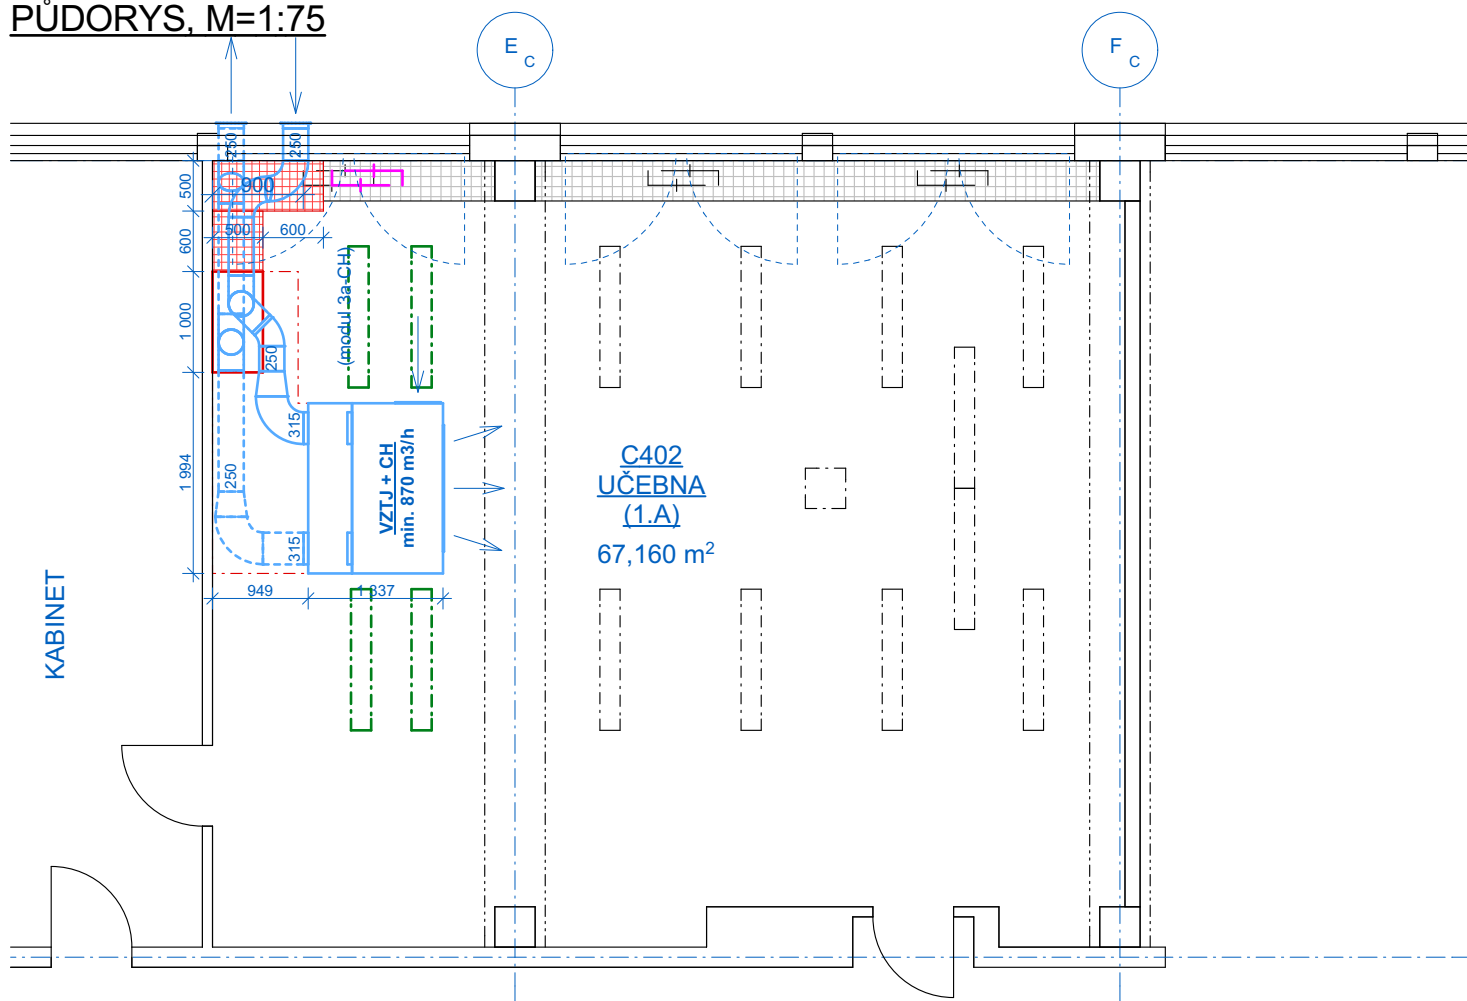 PŮDORYS, M=1:75
E C
F C
250
250
500
900
500
600
600
(modul 3a-CH)
1 000
250
315
1 994
250
VZTJ + CH
min. 870 m3/h
315
C402
UČEBNA
(1.A)
67,160 m²
949
1 337
KABINET